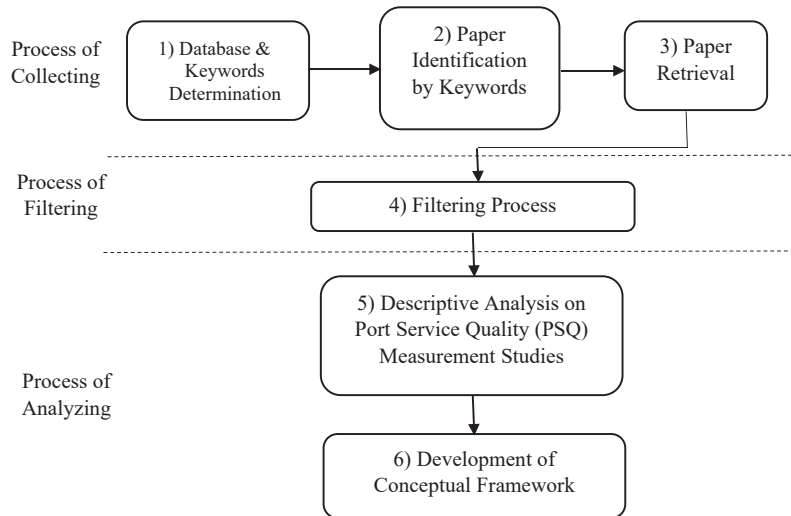 Process of
Collecting
1) Database &
Keywords
Determination
2) Paper
Identification
by Keywords
3) Paper
Retrieval
Process of
Filtering
4) Filtering Process
Process of
Analyzing
5) Descriptive Analysis on
Port Service Quality (PSQ)
Measurement Studies
6) Development of
Conceptual Framework